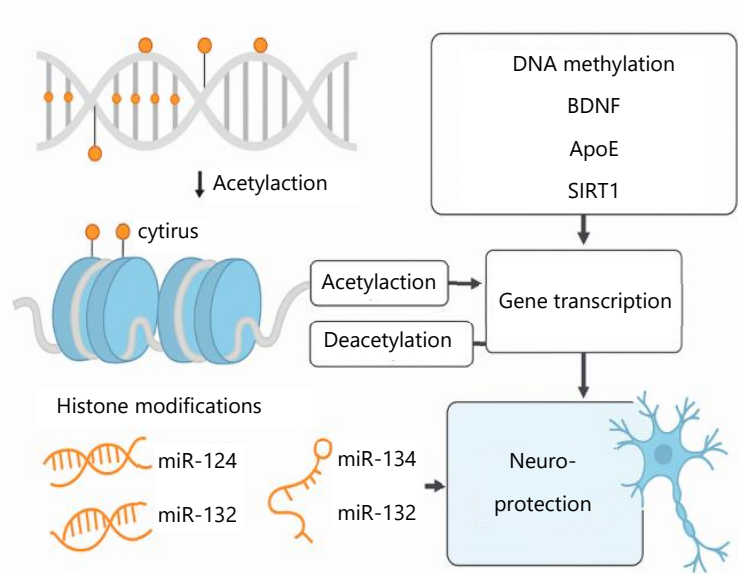 DNA methylation
BDNF
ApoE
SIRT1
Acetylaction
cytirus
Acetylaction
Deacetylation
Gene transcription
Histone modifications
miR-124
miR-132
miR-134
miR-132
Neuro-
protection